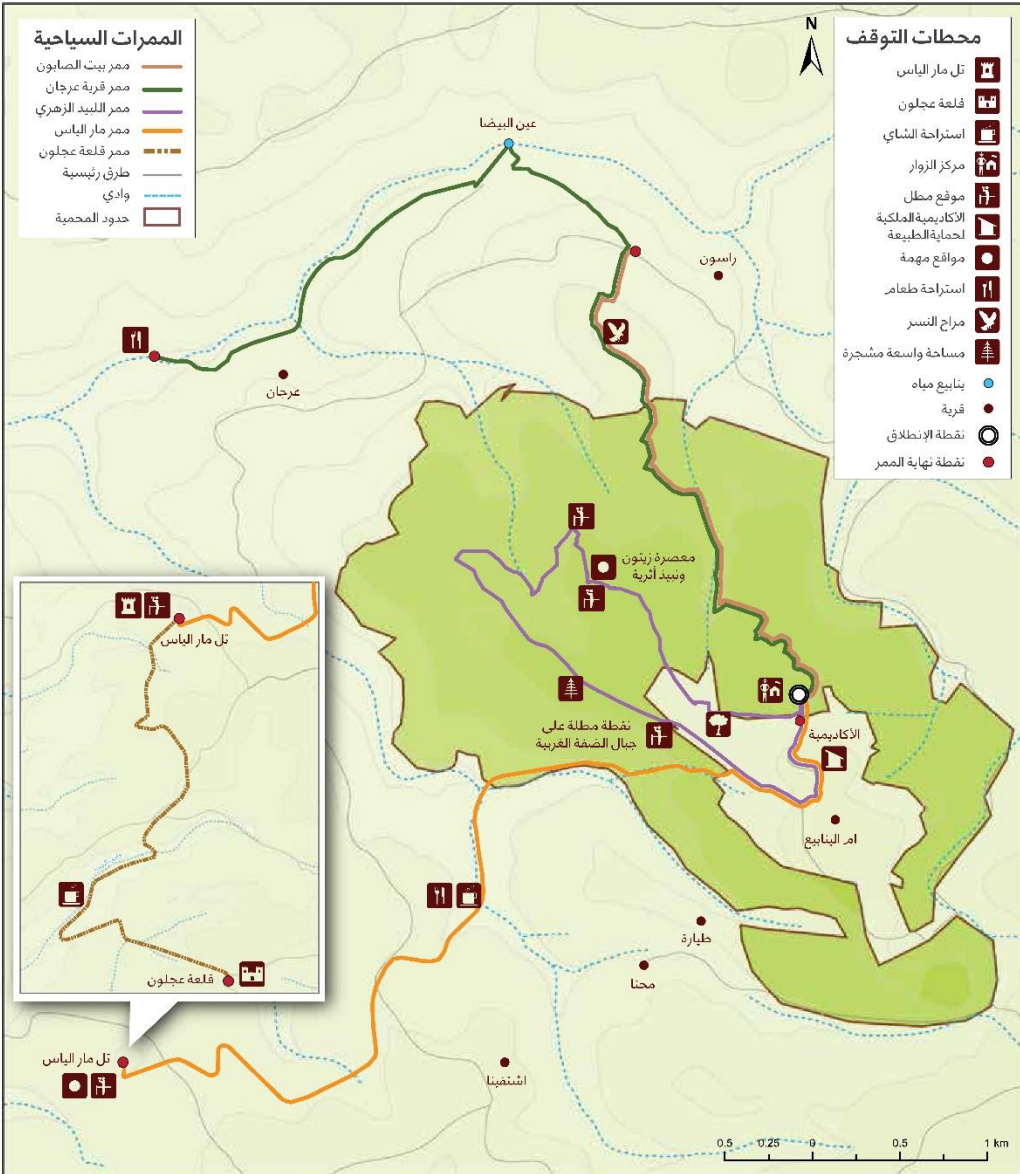 الممرات السياحية
ممر بيت الصابون
ممر قرية عرجان
ممر اللبيد الزهري
ممر مار الياس
ممر قلعة عجلون
طرق رئيسية
وادي
حدود المحمية
N
محطات التوقف
تل مار الياس
قلعة عجلون
استراحة الشاي
مركز الزوار
موقع مطل
الأكاديمية الملكية
لحماية الطبيعة
مواقع مهمة
استراحة طعام
مراح النسر
مساحة واسعة مشجرة
ينابيع مياه
قرية
نقطة الإنطلاق
نقطة نهاية الممر
عين البيضا
راسون
عرجان
معصرة زيتون
ونبيذ أثرية
نقطة مطلة على
جبال الضفة الغربية
الأكاديمية
ام الينابيع
طيارة
محنا
اشتفينا
تل مار الياس
قلعة عجلون
تل مار الياس
0.5 0.25 0 0.5 1 km